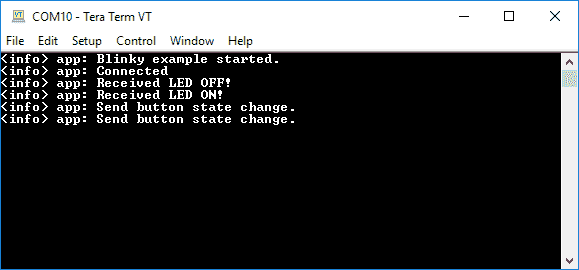 COM10 - Tera Term VT
File Edit Setup Control Window Help
<info> app: Blinky example started.
<info> app: Connected
<info> app: Received LED OFF!
<info> app: Received LED ON!
<info> app: Send button state change.
<info> app: Send button state change.